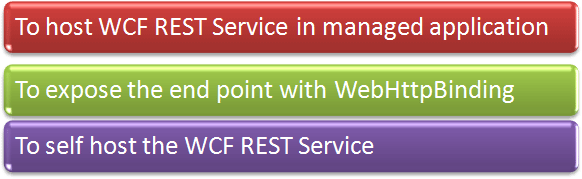 To host WCF REST Service in managed application
To expose the end point with WebHttpBinding
To self host the WCF REST Service